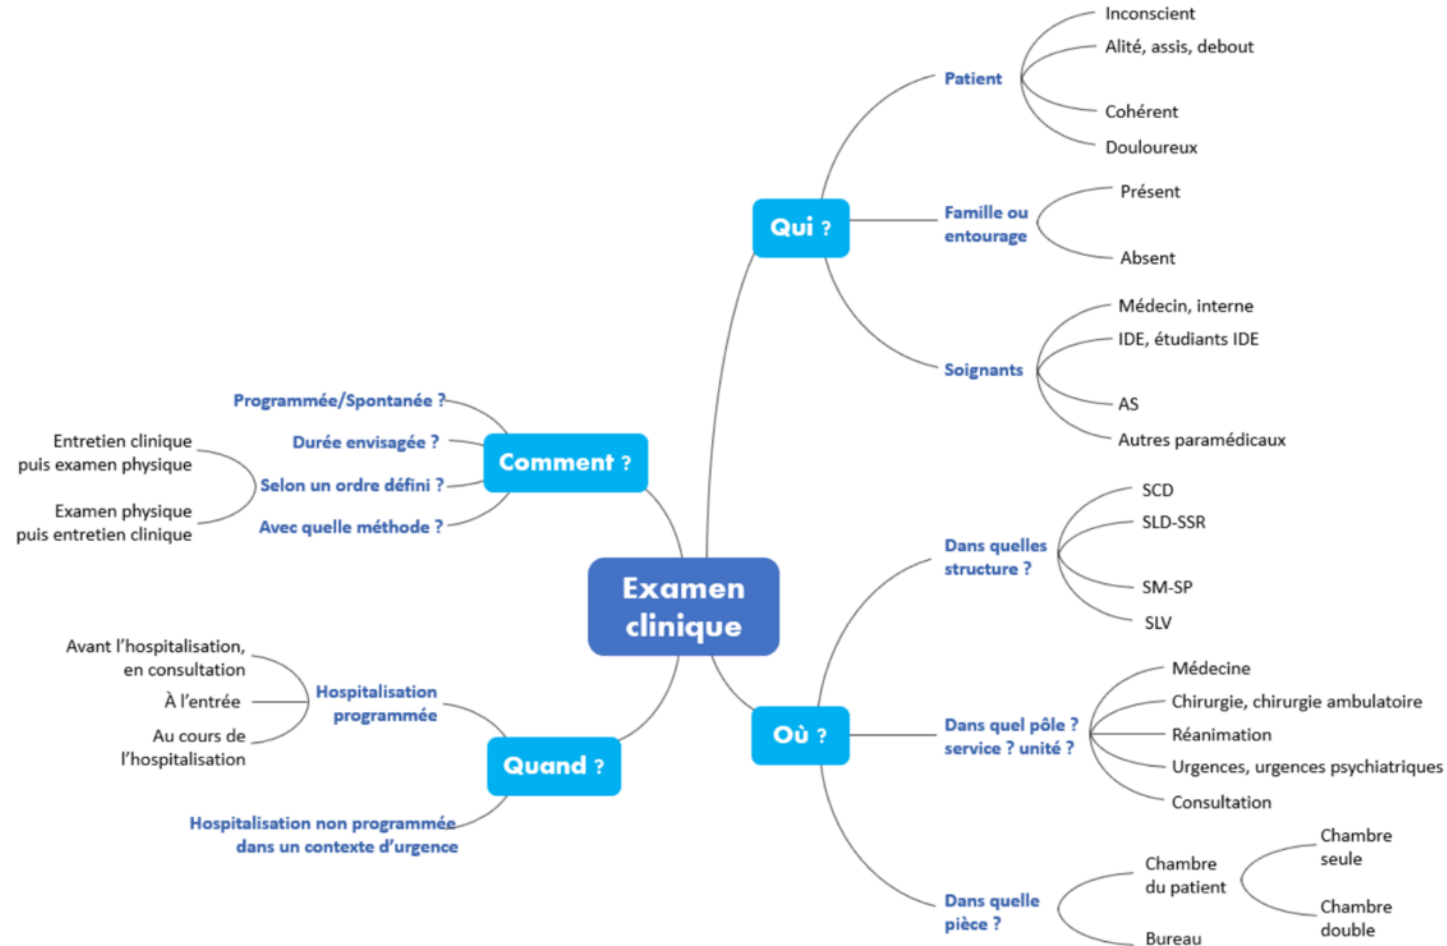 Examen
clinique
Qui ?
Patient
Inconscient
Alité, assis, debout
Cohérent
Douloureux
Famille ou
entourage
Présent
Absent
Soignants
Médecin, interne
IDE, étudiants IDE
AS
Autres paramédicaux
Où ?
Dans quelles
structure ?
SCD
SLD-SSR
SM-SP
SLV
Dans quel pôle ?
service ? unité ?
Médecine
Chirurgie, chirurgie ambulatoire
Réanimation
Urgences, urgences psychiatriques
Consultation
Dans quelle
pièce ?
Chambre
du patient
Chambre
seule
Chambre
double
Bureau
Comment ?
Programmée/Spontanée ?
Durée envisagée ?
Selon un ordre défini ?
Entretien clinique
puis examen physique
Examen physique
puis entretien clinique
Avec quelle méthode ?
Quand ?
Hospitalisation
programmée
Avant l’hospitalisation,
en consultation
À l’entrée
Au cours de
l’hospitalisation
Hospitalisation non programmée
dans un contexte d’urgence